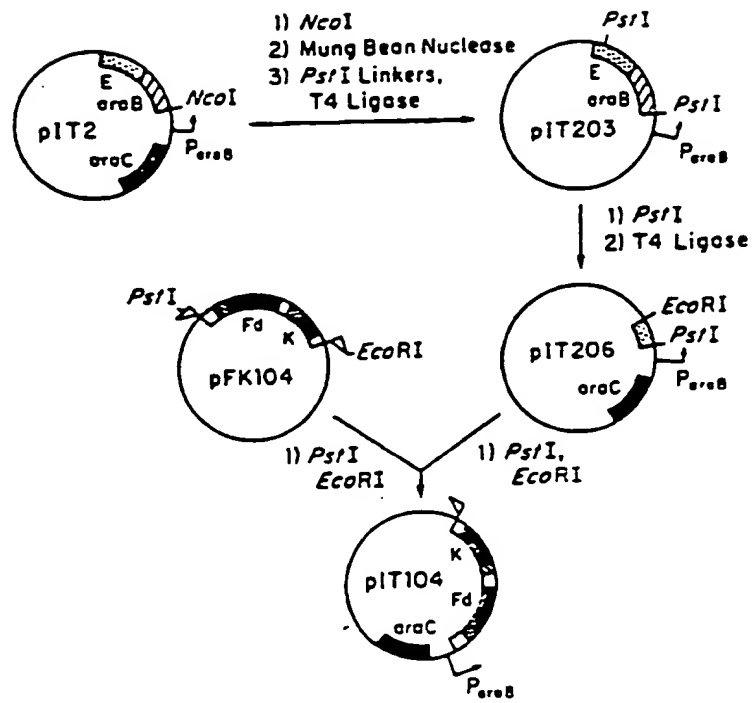 1) NcoI
2) Mung Bean Nuclease
3) PstI Linkers,
T4 Ligase
E
araB
NcoI
pIT2
ParaB
araC
PstI
E
araB
PstI
pIT203
ParaB
1) PstI
2) T4 Ligase
PstI
Fd
K
EcoRI
pFK104
EcoRI
PstI
pIT206
ParaB
araC
1) PstI
EcoRI
1) PstI,
EcoRI
K
pIT104
Fd
araC
ParaB